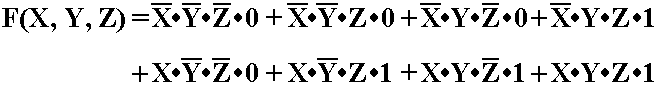 F(X, Y, Z) = X̅•Y̅•Z̅•0 + X̅•Y̅•Z•0 + X̅•Y•Z̅•0 + X̅•Y•Z•1
+ X•Y̅•Z̅•0 + X•Y̅•Z•1 + X•Y•Z̅•1 + X•Y•Z•1